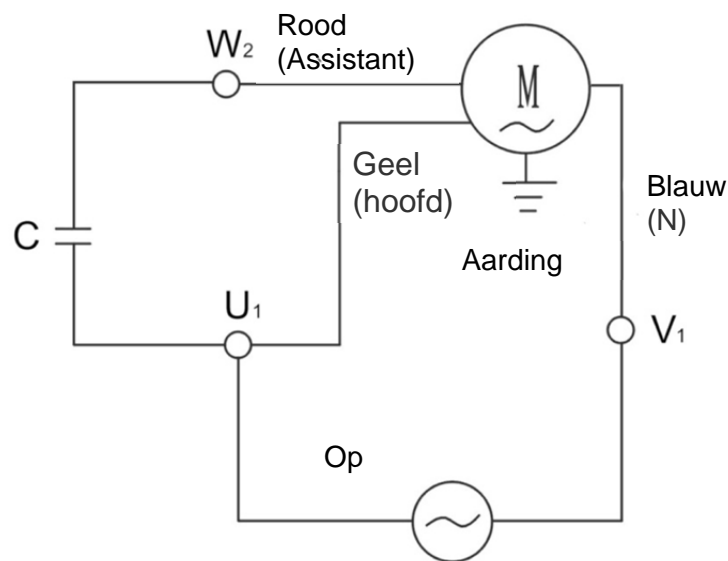 Rood
W₂ (Assistant)
M
Geel
(hoofd)
Blauw
(N)
C
Aarding
U₁
V₁
Op